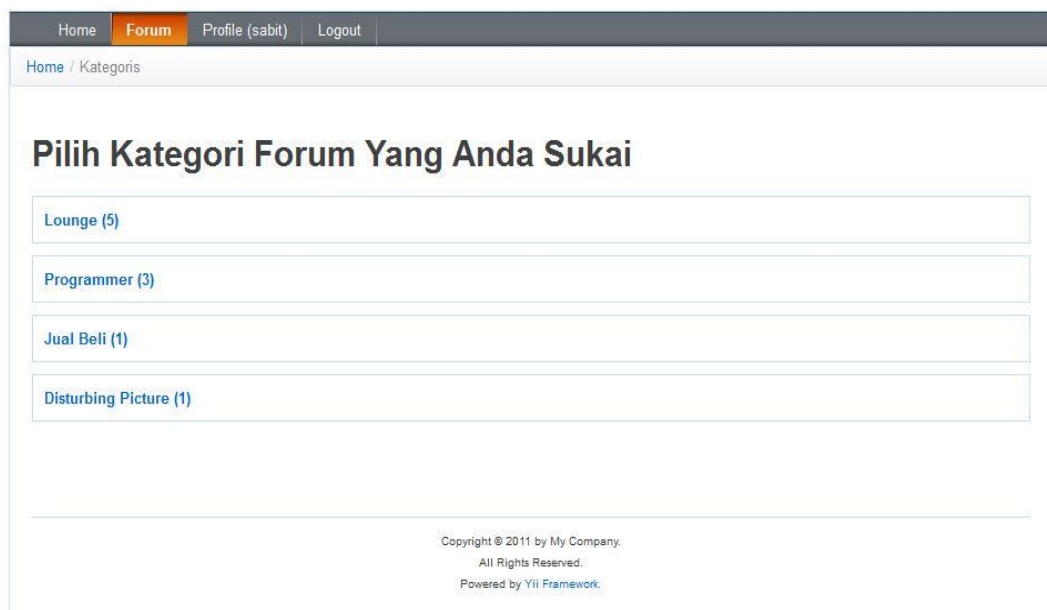 Home Forum Profile (sabit) Logout
Home / Kategoris
Pilih Kategori Forum Yang Anda Sukai
Lounge (5)
Programmer (3)
Jual Beli (1)
Disturbing Picture (1)
Copyright © 2011 by My Company.
All Rights Reserved.
Powered by Yii Framework.